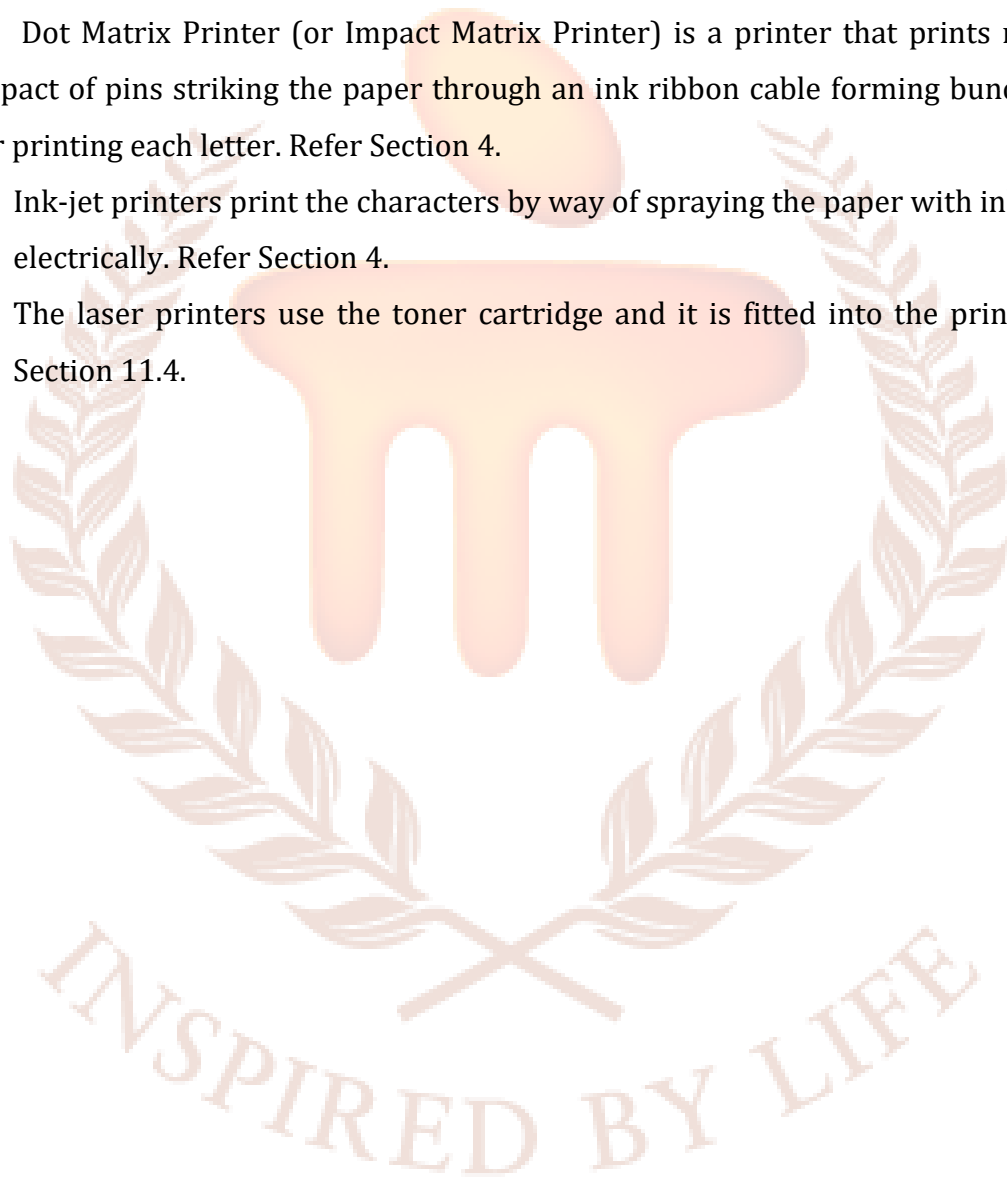 Dot Matrix Printer (or Impact Matrix Printer) is a printer that prints
pact of pins striking the paper through an ink ribbon cable forming
printing each letter. Refer Section 4.
Ink-jet printers print the characters by way of spraying the paper with in
electrically. Refer Section 4.
The laser printers use the toner cartridge and it is fitted into the
Section 11.4.
INSPIRED BY LIFE